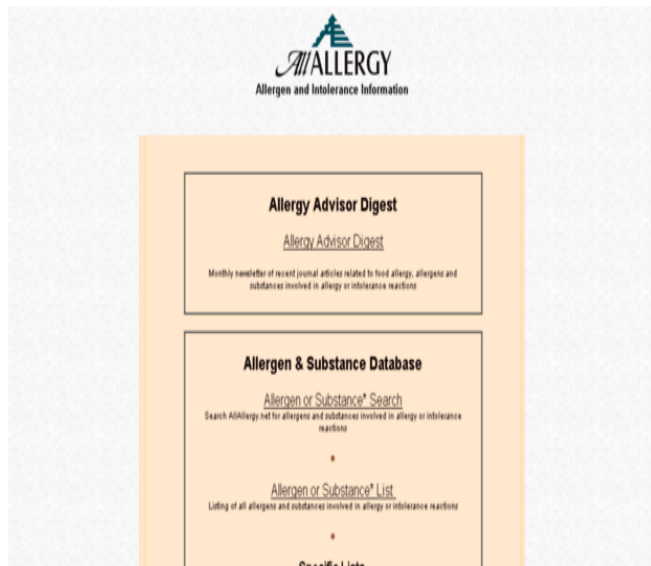 AllALLERGY
Allergen and Intolerance Information
Allergy Advisor Digest
Allergy Advisor Digest
Monthly newsletter of recent journal articles related to food allergy, allergens and
substances involved in allergy or intolerance reactions
Allergen & Substance Database
Allergen or Substance* Search
Search AllAllergy.net for allergens and substances involved in allergy or intolerance
reactions
Allergen or Substance* List
Listing of all allergens and substances involved in allergy or intolerance reactions
Specific Lists